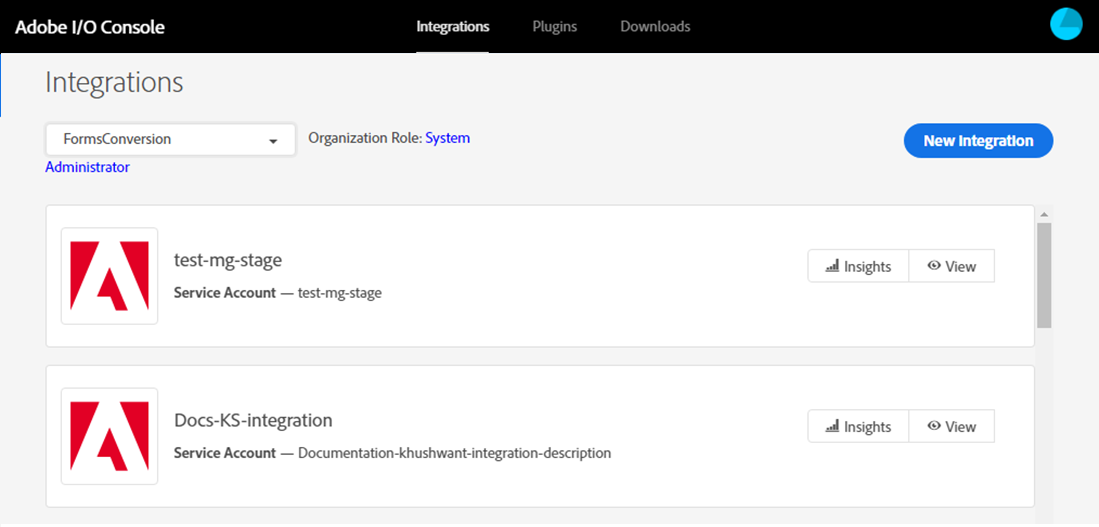 Adobe I/O Console
Integrations
Plugins
Downloads
Integrations
FormsConversion
Organization Role: System
Administrator
New Integration
test-mg-stage
Insights
View
Service Account — test-mg-stage
Docs-KS-integration
Insights
View
Service Account — Documentation-khushwant-integration-description